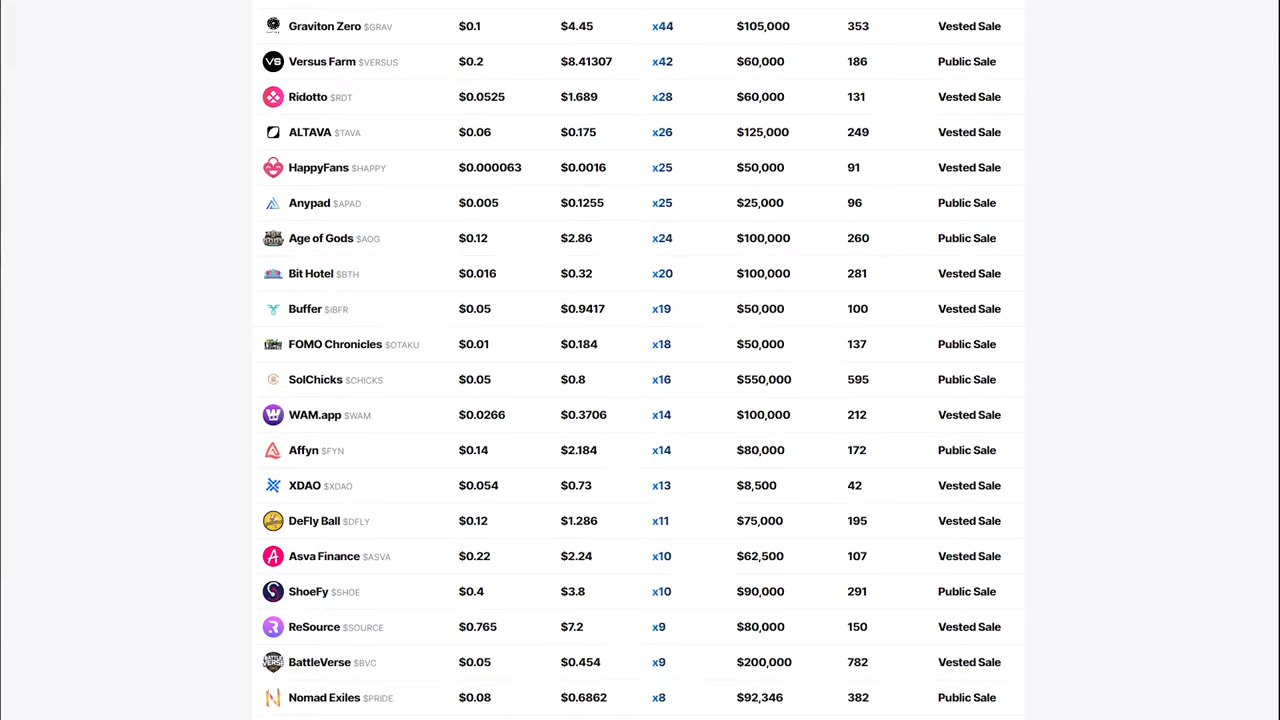 Graviton Zero $GRAV $0.1 $4.45 x44 $105,000 353 Vested Sale
VS Versus Farm $VERSUS $0.2 $8.41307 x42 $60,000 186 Public Sale
Ridotto $RDT $0.0525 $1.689 x28 $60,000 131 Vested Sale
ALTAVA $TAVA $0.06 $0.175 x26 $125,000 249 Vested Sale
HappyFans $HAPPY $0.000063 $0.0016 x25 $50,000 91 Vested Sale
Anypad $APAD $0.005 $0.1255 x25 $25,000 96 Public Sale
Age of Gods $AOG $0.12 $2.86 x24 $100,000 260 Public Sale
Bit Hotel $BTH $0.016 $0.32 x20 $100,000 281 Vested Sale
Buffer $iBFR $0.05 $0.9417 x19 $50,000 100 Vested Sale
FOMO Chronicles $OTAKU $0.01 $0.184 x18 $50,000 137 Public Sale
SolChicks $CHICKS $0.05 $0.8 x16 $550,000 595 Public Sale
WAM.app $WAM $0.0266 $0.3706 x14 $100,000 212 Vested Sale
Affyn $FYN $0.14 $2.184 x14 $80,000 172 Public Sale
XDAO $XDAO $0.054 $0.73 x13 $8,500 42 Vested Sale
DeFly Ball $DFLY $0.12 $1.286 x11 $75,000 195 Vested Sale
Asva Finance $ASVA $0.22 $2.24 x10 $62,500 107 Vested Sale
ShoeFy $SHOE $0.4 $3.8 x10 $90,000 291 Public Sale
ReSource $SOURCE $0.765 $7.2 x9 $80,000 150 Vested Sale
BattleVerse $BVC $0.05 $0.454 x9 $200,000 782 Vested Sale
Nomad Exiles $PRIDE $0.08 $0.6862 x8 $92,346 382 Public Sale